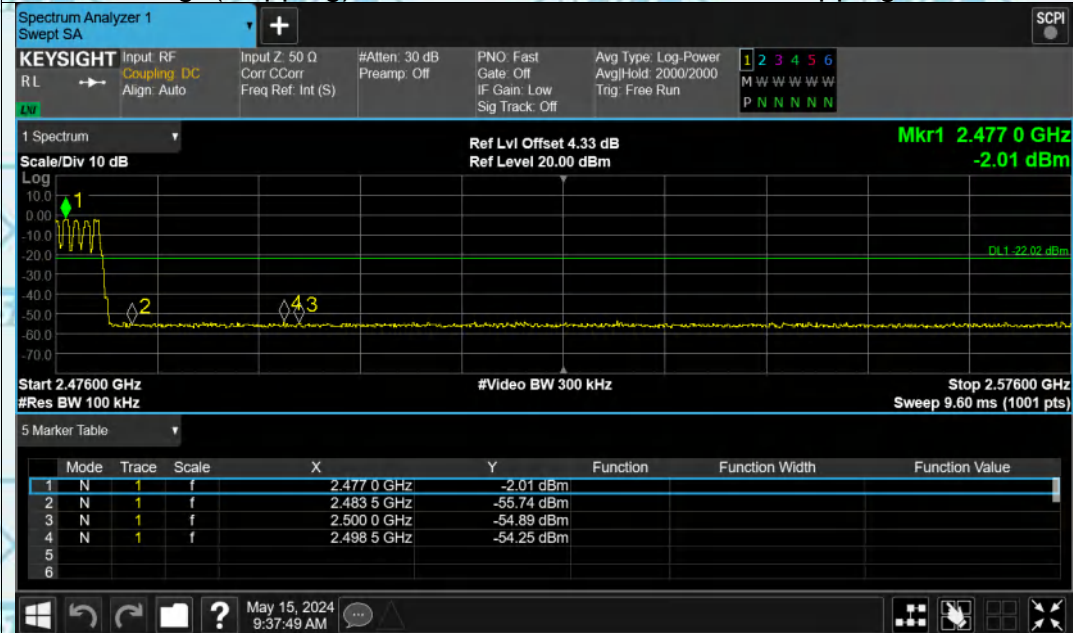 Spectrum Analyzer 1
Swept SA
+
SCPI
KEYSIGHT
RL
LXI
Input: RF
Coupling: DC
Align: Auto
Input Z: 50 Ω
Corr CCorr
Freq Ref: Int (S)
#Atten: 30 dB
Preamp: Off
PNO: Fast
Gate: Off
IF Gain: Low
Sig Track: Off
Avg Type: Log-Power
Avg|Hold: 2000/2000
Trig: Free Run
1 2 3 4 5 6
M W W W W W
P N N N N N
1 Spectrum
Scale/Div 10 dB
Ref Lvl Offset 4.33 dB
Ref Level 20.00 dBm
Mkr1 2.477 0 GHz
-2.01 dBm
Log
10.0
0.00
-10.0
-20.0
-30.0
-40.0
-50.0
-60.0
-70.0
1
2
4 3
DL1 -22.02 dBm
Start 2.47600 GHz
#Res BW 100 kHz
#Video BW 300 kHz
Stop 2.57600 GHz
Sweep 9.60 ms (1001 pts)
5 Marker Table
Mode Trace Scale X Y Function Function Width Function Value
1 N 1 f 2.477 0 GHz -2.01 dBm
2 N 1 f 2.483 5 GHz -55.74 dBm
3 N 1 f 2.500 0 GHz -54.89 dBm
4 N 1 f 2.498 5 GHz -54.25 dBm
5
6
?
May 15, 2024
9:37:49 AM